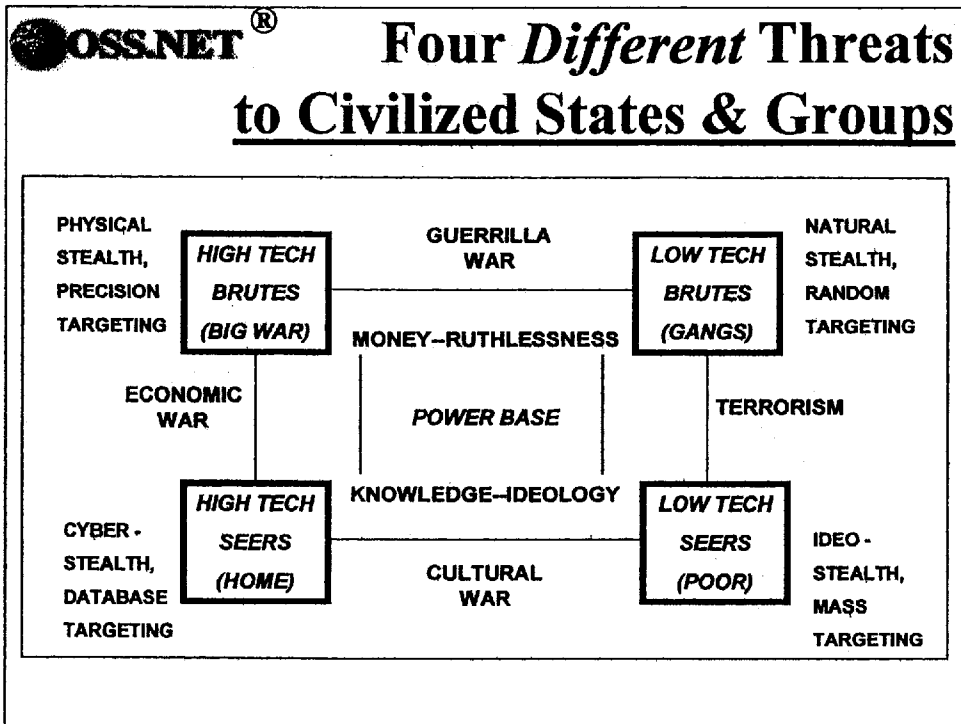 OSS.NET ®
Four Different Threats
to Civilized States & Groups
PHYSICAL
STEALTH,
PRECISION
TARGETING
HIGH TECH
BRUTES
(BIG WAR)
GUERRILLA
WAR
LOW TECH
BRUTES
(GANGS)
NATURAL
STEALTH,
RANDOM
TARGETING
MONEY--RUTHLESSNESS
ECONOMIC
WAR
POWER BASE
TERRORISM
KNOWLEDGE--IDEOLOGY
CYBER -
STEALTH,
DATABASE
TARGETING
HIGH TECH
SEERS
(HOME)
CULTURAL
WAR
LOW TECH
SEERS
(POOR)
IDEO -
STEALTH,
MASS
TARGETING